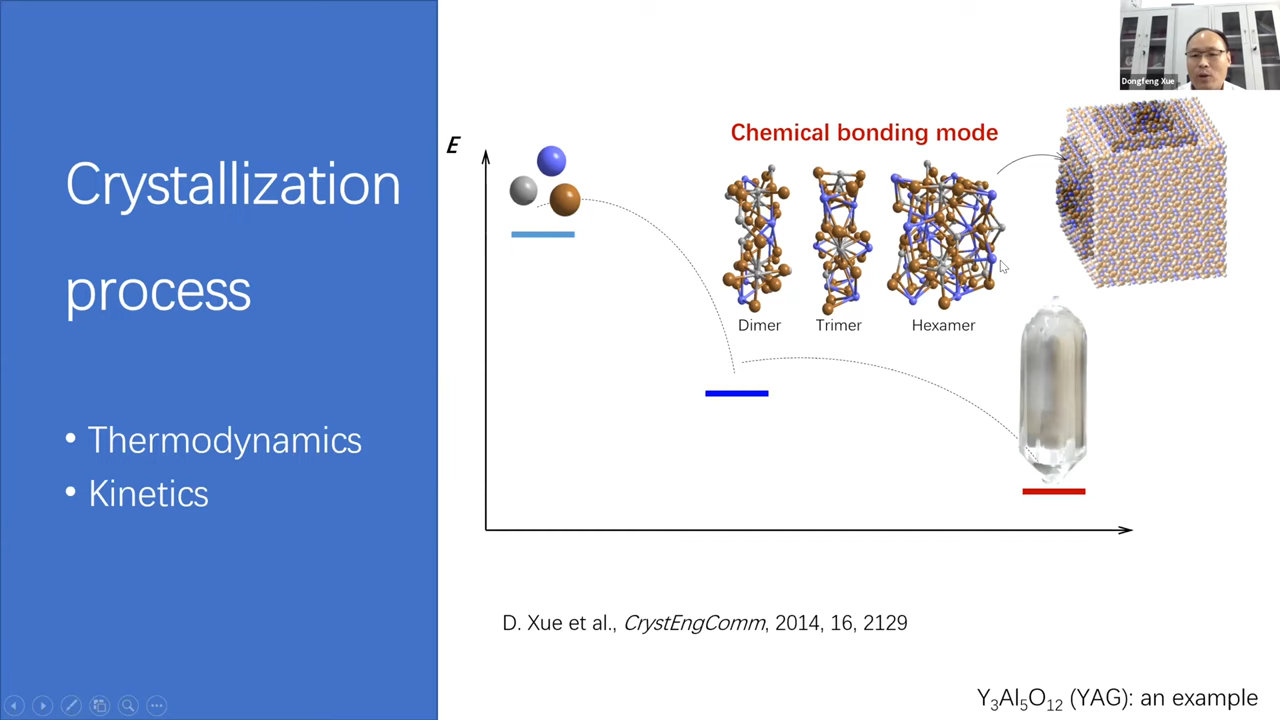 Dongfeng Xue
Crystallization
process
• Thermodynamics
• Kinetics
E
Chemical bonding mode
Dimer
Trimer
Hexamer
D. Xue et al., CrystEngComm, 2014, 16, 2129
Y₃Al₅O₁₂ (YAG): an example